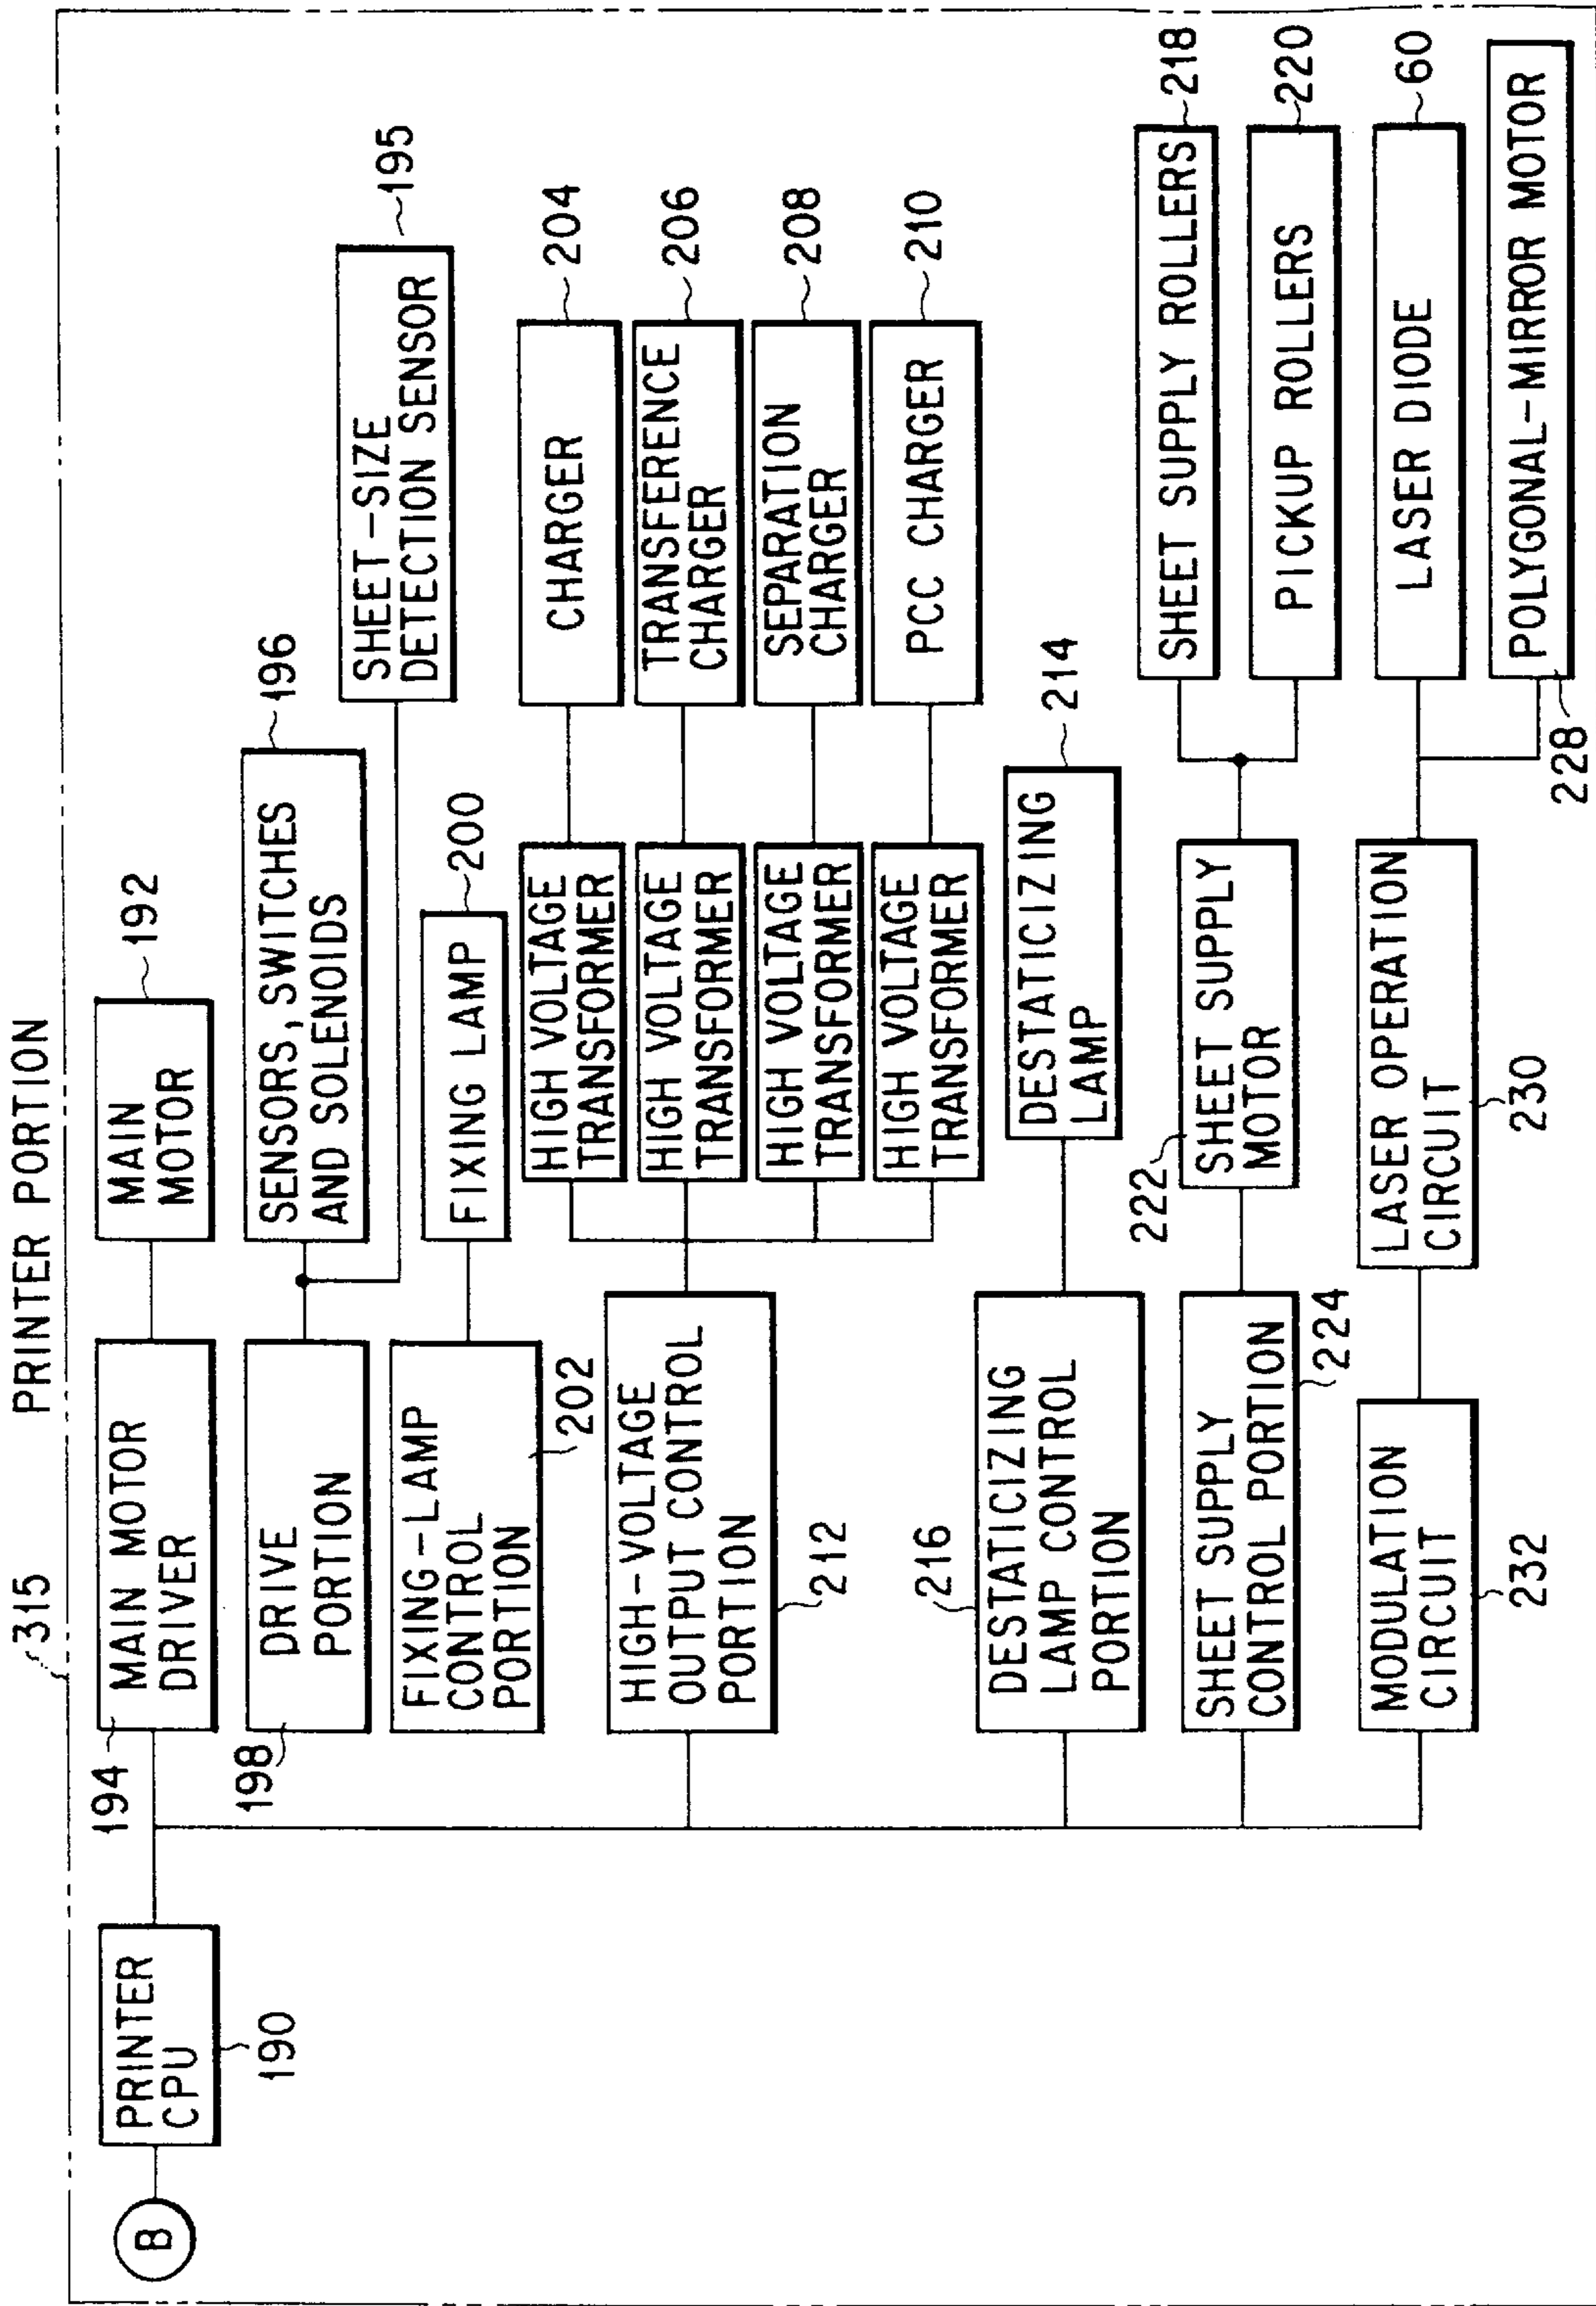 PRINTER PORTION
315
B
PRINTER
CPU
190
194
MAIN MOTOR
DRIVER
MAIN
MOTOR
192
198
DRIVE
PORTION
SENSORS, SWITCHES
AND SOLENOIDS
196
SHEET-SIZE
DETECTION SENSOR
195
FIXING-LAMP
CONTROL
PORTION
202
FIXING LAMP
200
HIGH-VOLTAGE
OUTPUT CONTROL
PORTION
212
HIGH VOLTAGE
TRANSFORMER
CHARGER
204
HIGH VOLTAGE
TRANSFORMER
TRANSFERENCE
CHARGER
206
HIGH VOLTAGE
TRANSFORMER
SEPARATION
CHARGER
208
HIGH VOLTAGE
TRANSFORMER
PCC CHARGER
210
216
DESTATICIZING
LAMP CONTROL
PORTION
DESTATICIZING
LAMP
214
SHEET SUPPLY
CONTROL PORTION
224
222
SHEET SUPPLY
MOTOR
SHEET SUPPLY ROLLERS
218
PICKUP ROLLERS
220
MODULATION
CIRCUIT
232
LASER OPERATION
CIRCUIT
230
LASER DIODE
60
POLYGONAL-MIRROR MOTOR
228